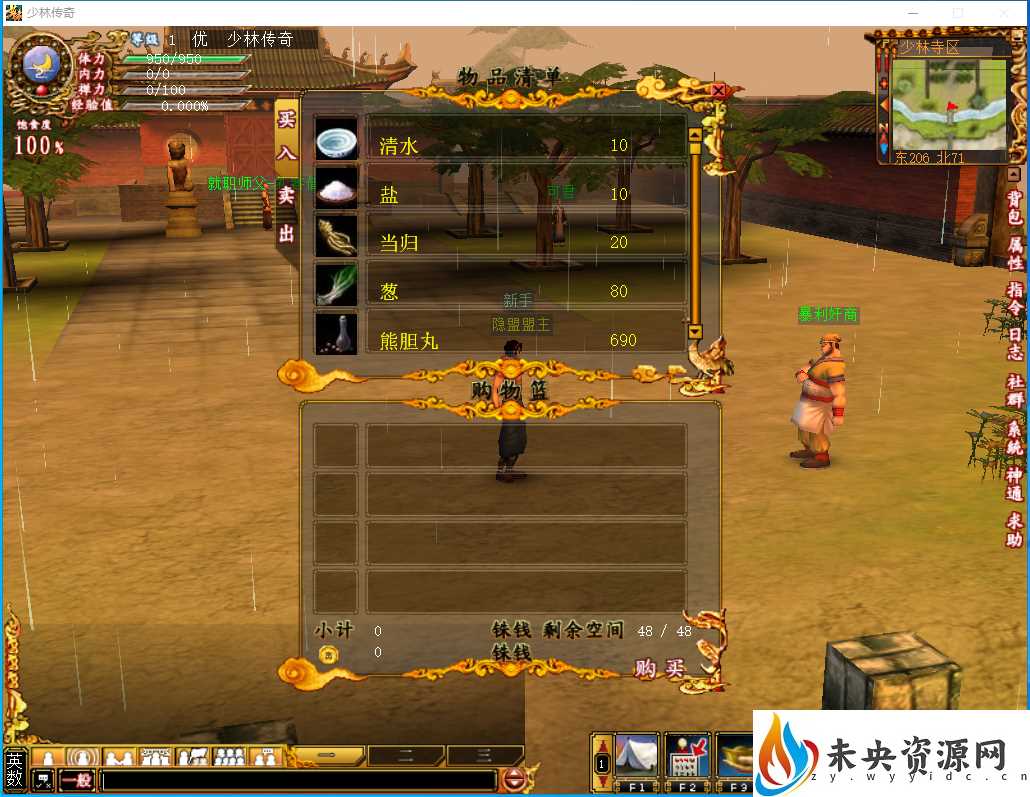 少林传奇
等级 1 优 少林传奇
体力 950/950
内力 0/0
禅力 0/100
经验值 0.000%
饱食度
100%
少林寺区
东206 北71
物品清单
买入
卖出
清水 10
盐 10
当归 20
葱 80
熊胆丸 690
就职师父
可君
新手
隐盟盟主
暴利奸商
购物篮
小计 0 铢钱 剩余空间 48 / 48
0 铢钱
购买
背包
属性
指令
日志
社群
系统
神通
求助
英数
一般
1
F1
F2
F9
未央资源网
zy.wyyidc.cn